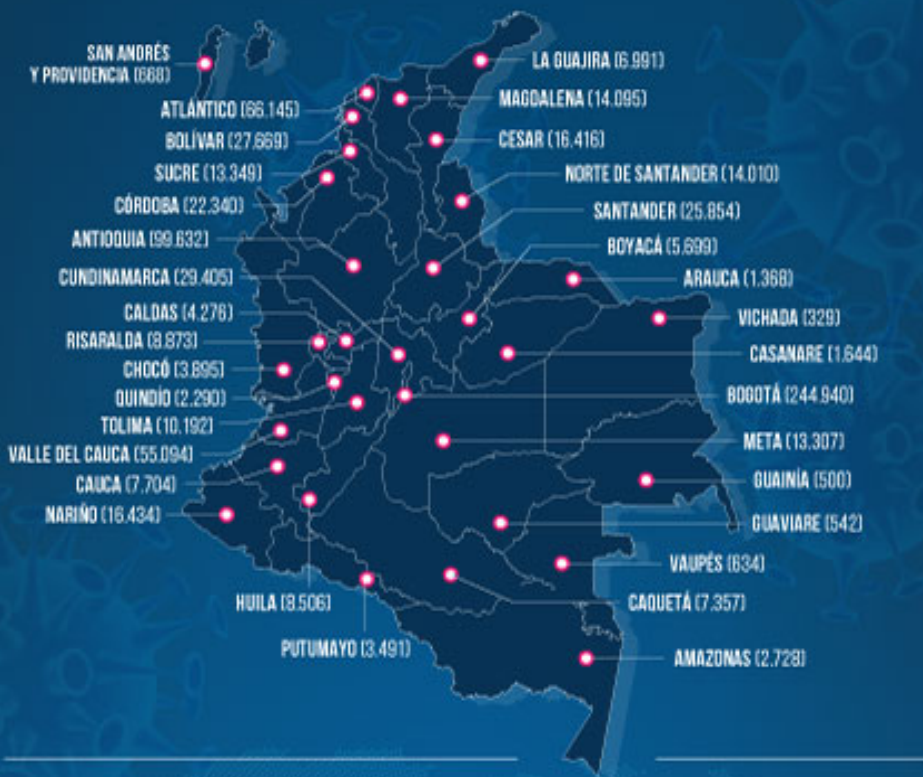 SAN ANDRÉS
Y PROVIDENCIA (668)
ATLÁNTICO (66.145)
BOLÍVAR (27.669)
SUCRE (13.349)
CÓRDOBA (22.340)
ANTIOQUIA (99.632)
CUNDINAMARCA (29.405)
CALDAS (4.276)
RISARALDA (8.873)
CHOCÓ (3.895)
QUINDÍO (2.290)
TOLIMA (10.192)
VALLE DEL CAUCA (55.094)
CAUCA (7.704)
NARIÑO (16.434)
HUILA (8.506)
PUTUMAYO (3.491)
LA GUAJIRA (6.991)
MAGDALENA (14.095)
CESAR (16.416)
NORTE DE SANTANDER (14.010)
SANTANDER (25.854)
BOYACÁ (5.699)
ARAUCA (1.368)
VICHADA (329)
CASANARE (1.644)
BOGOTÁ (244.940)
META (13.307)
GUAINÍA (500)
GUAVIARE (542)
VAUPÉS (634)
CAQUETÁ (7.357)
AMAZONAS (2.728)